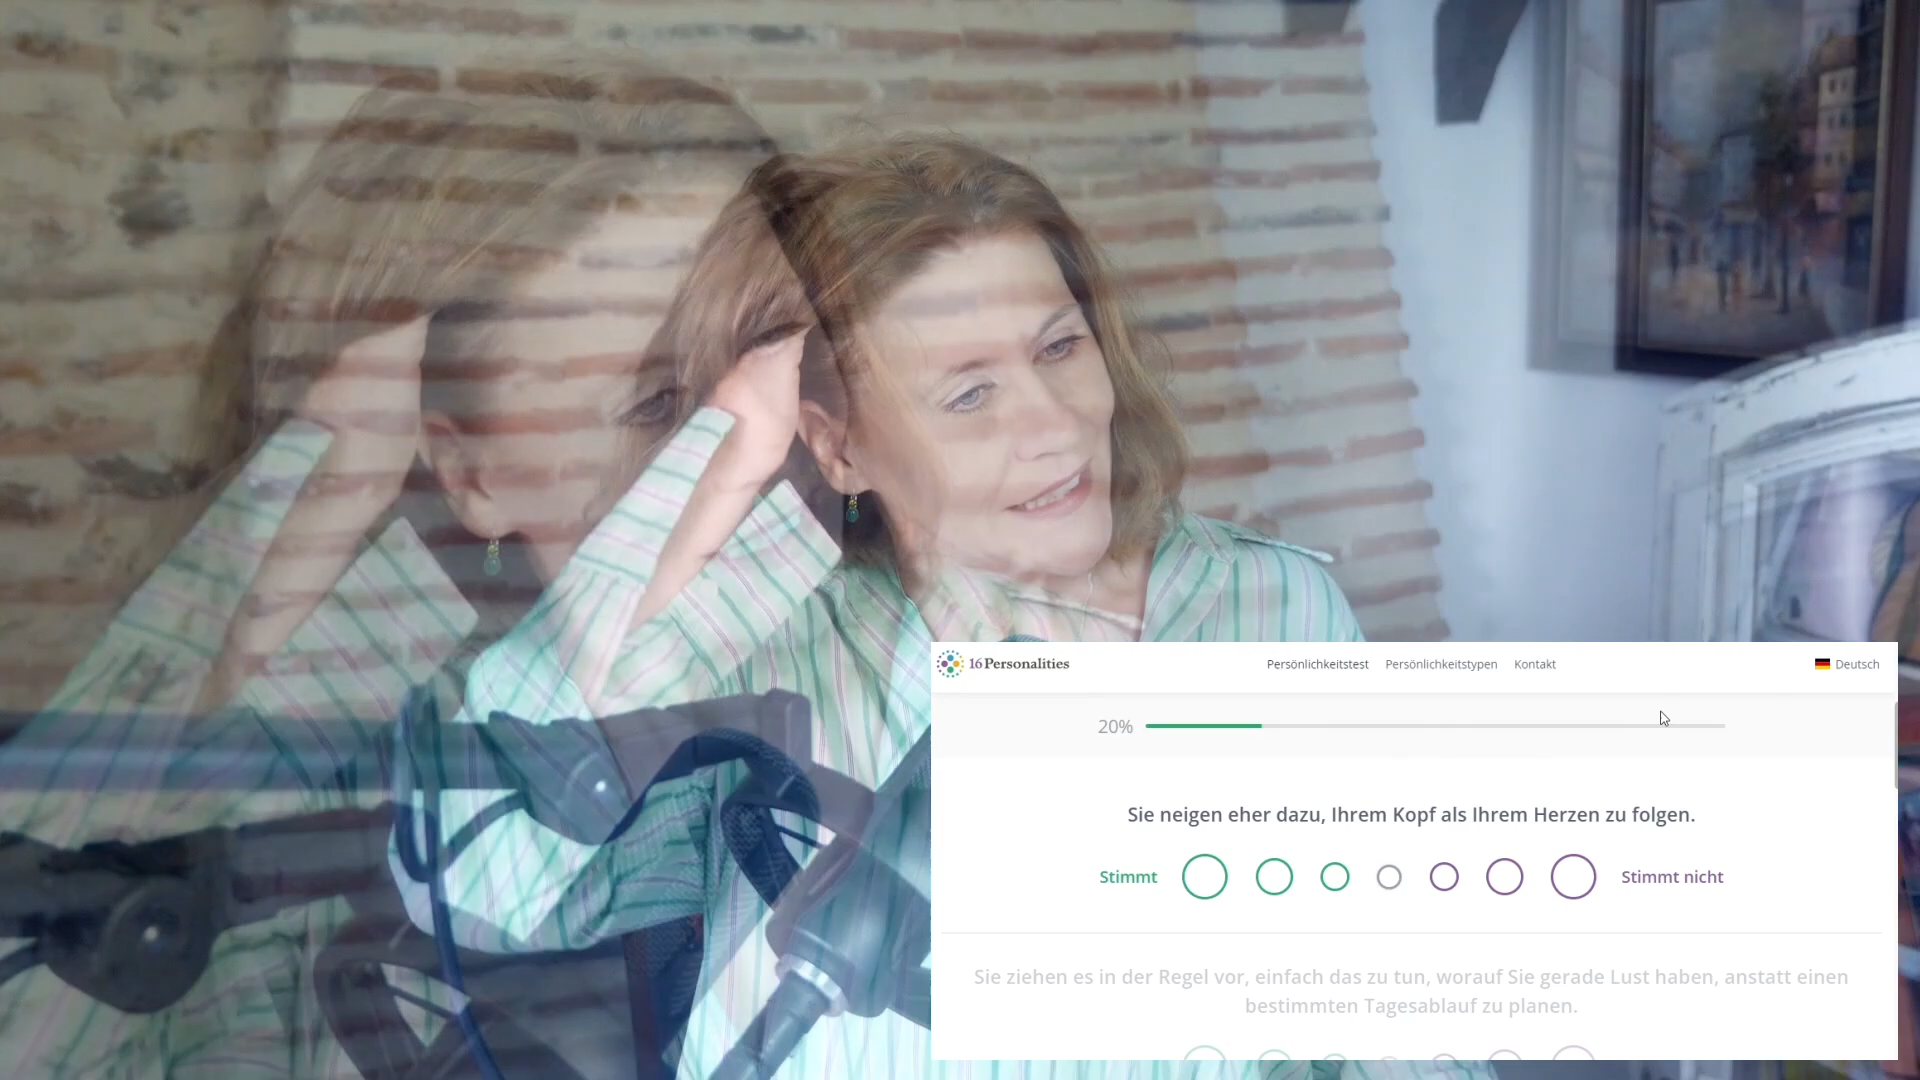 16Personalities
Persönlichkeitstest Persönlichkeitstypen Kontakt
Deutsch
20%
Sie neigen eher dazu, Ihrem Kopf als Ihrem Herzen zu folgen.
Stimmt
Stimmt nicht
Sie ziehen es in der Regel vor, einfach das zu tun, worauf Sie gerade Lust haben, anstatt einen
bestimmten Tagesablauf zu planen.